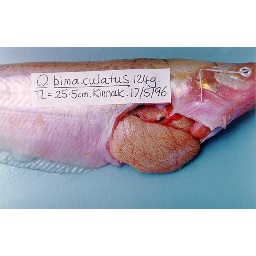 O bimaculatus 124g
TL = 25.5cm. Kinnak. 17/5/96